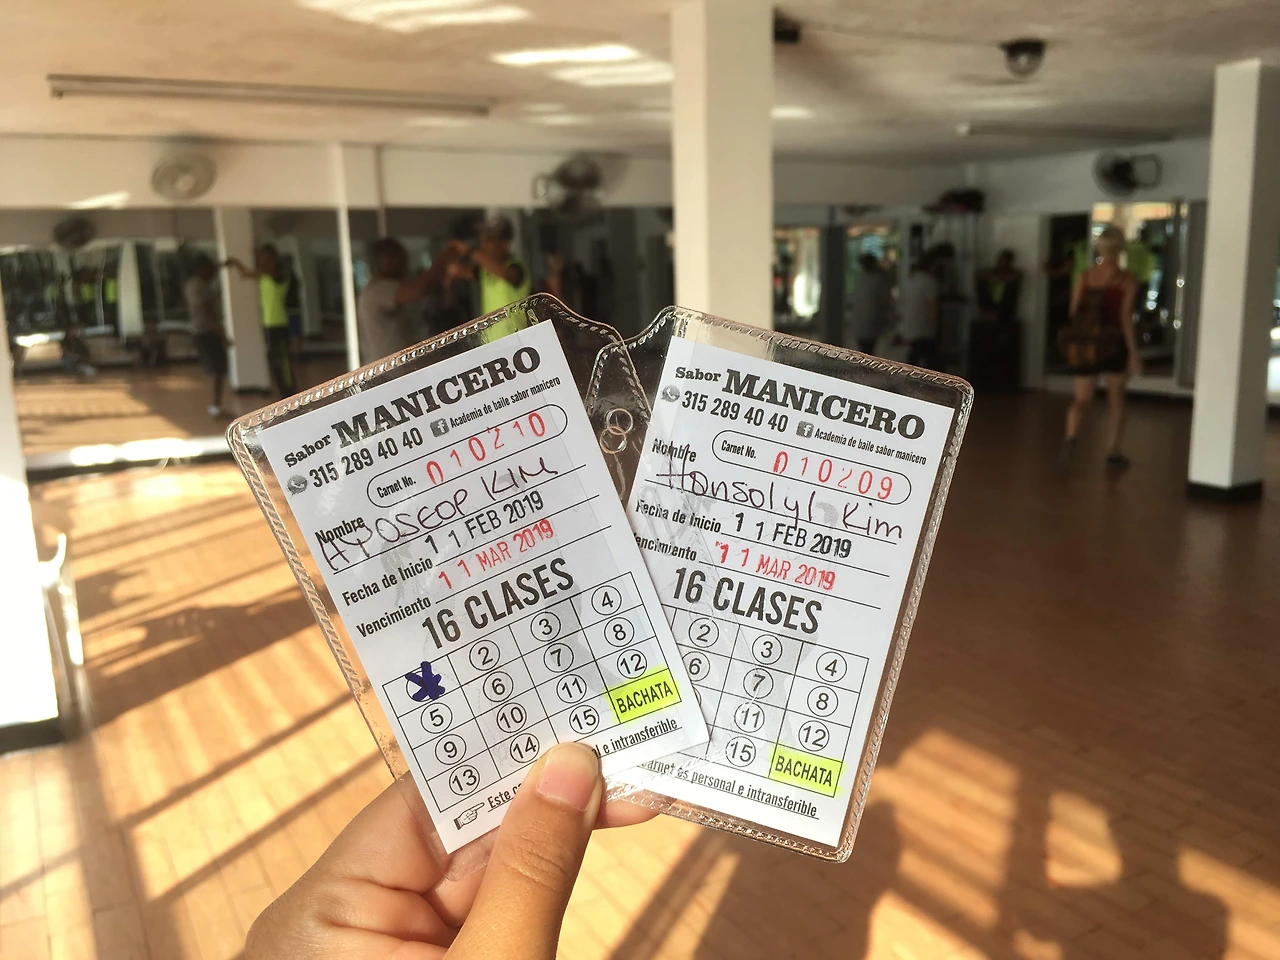 Sabor MANICERO
315 289 40 40 Academia de baile sabor manicero
Carnet No. 010210
Nombre APOSEOP KIM
Fecha de Inicio 11 FEB 2019
Vencimiento 11 MAR 2019
16 CLASES
2 3 4
5 6 7 8
9 10 11 12
13 14 15 BACHATA
Este al e intransferible
Sabor MANICERO
315 289 40 40 Academia de baile sabor manicero
Carnet No. 010209
Nombre Honsolyl Kim
Fecha de Inicio 11 FEB 2019
Vencimiento 11 MAR 2019
16 CLASES
2 3 4
6 7 8
11 12
15 BACHATA
carnet es personal e intransferible